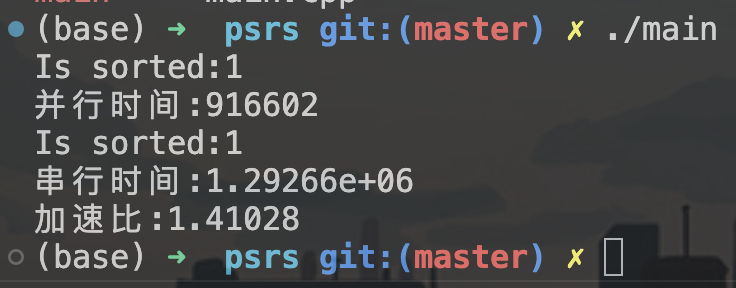 (base) ➜  psrs git:(master) ✗ ./main
Is sorted:1
并行时间:916602
Is sorted:1
串行时间:1.29266e+06
加速比:1.41028
(base) ➜  psrs git:(master) ✗